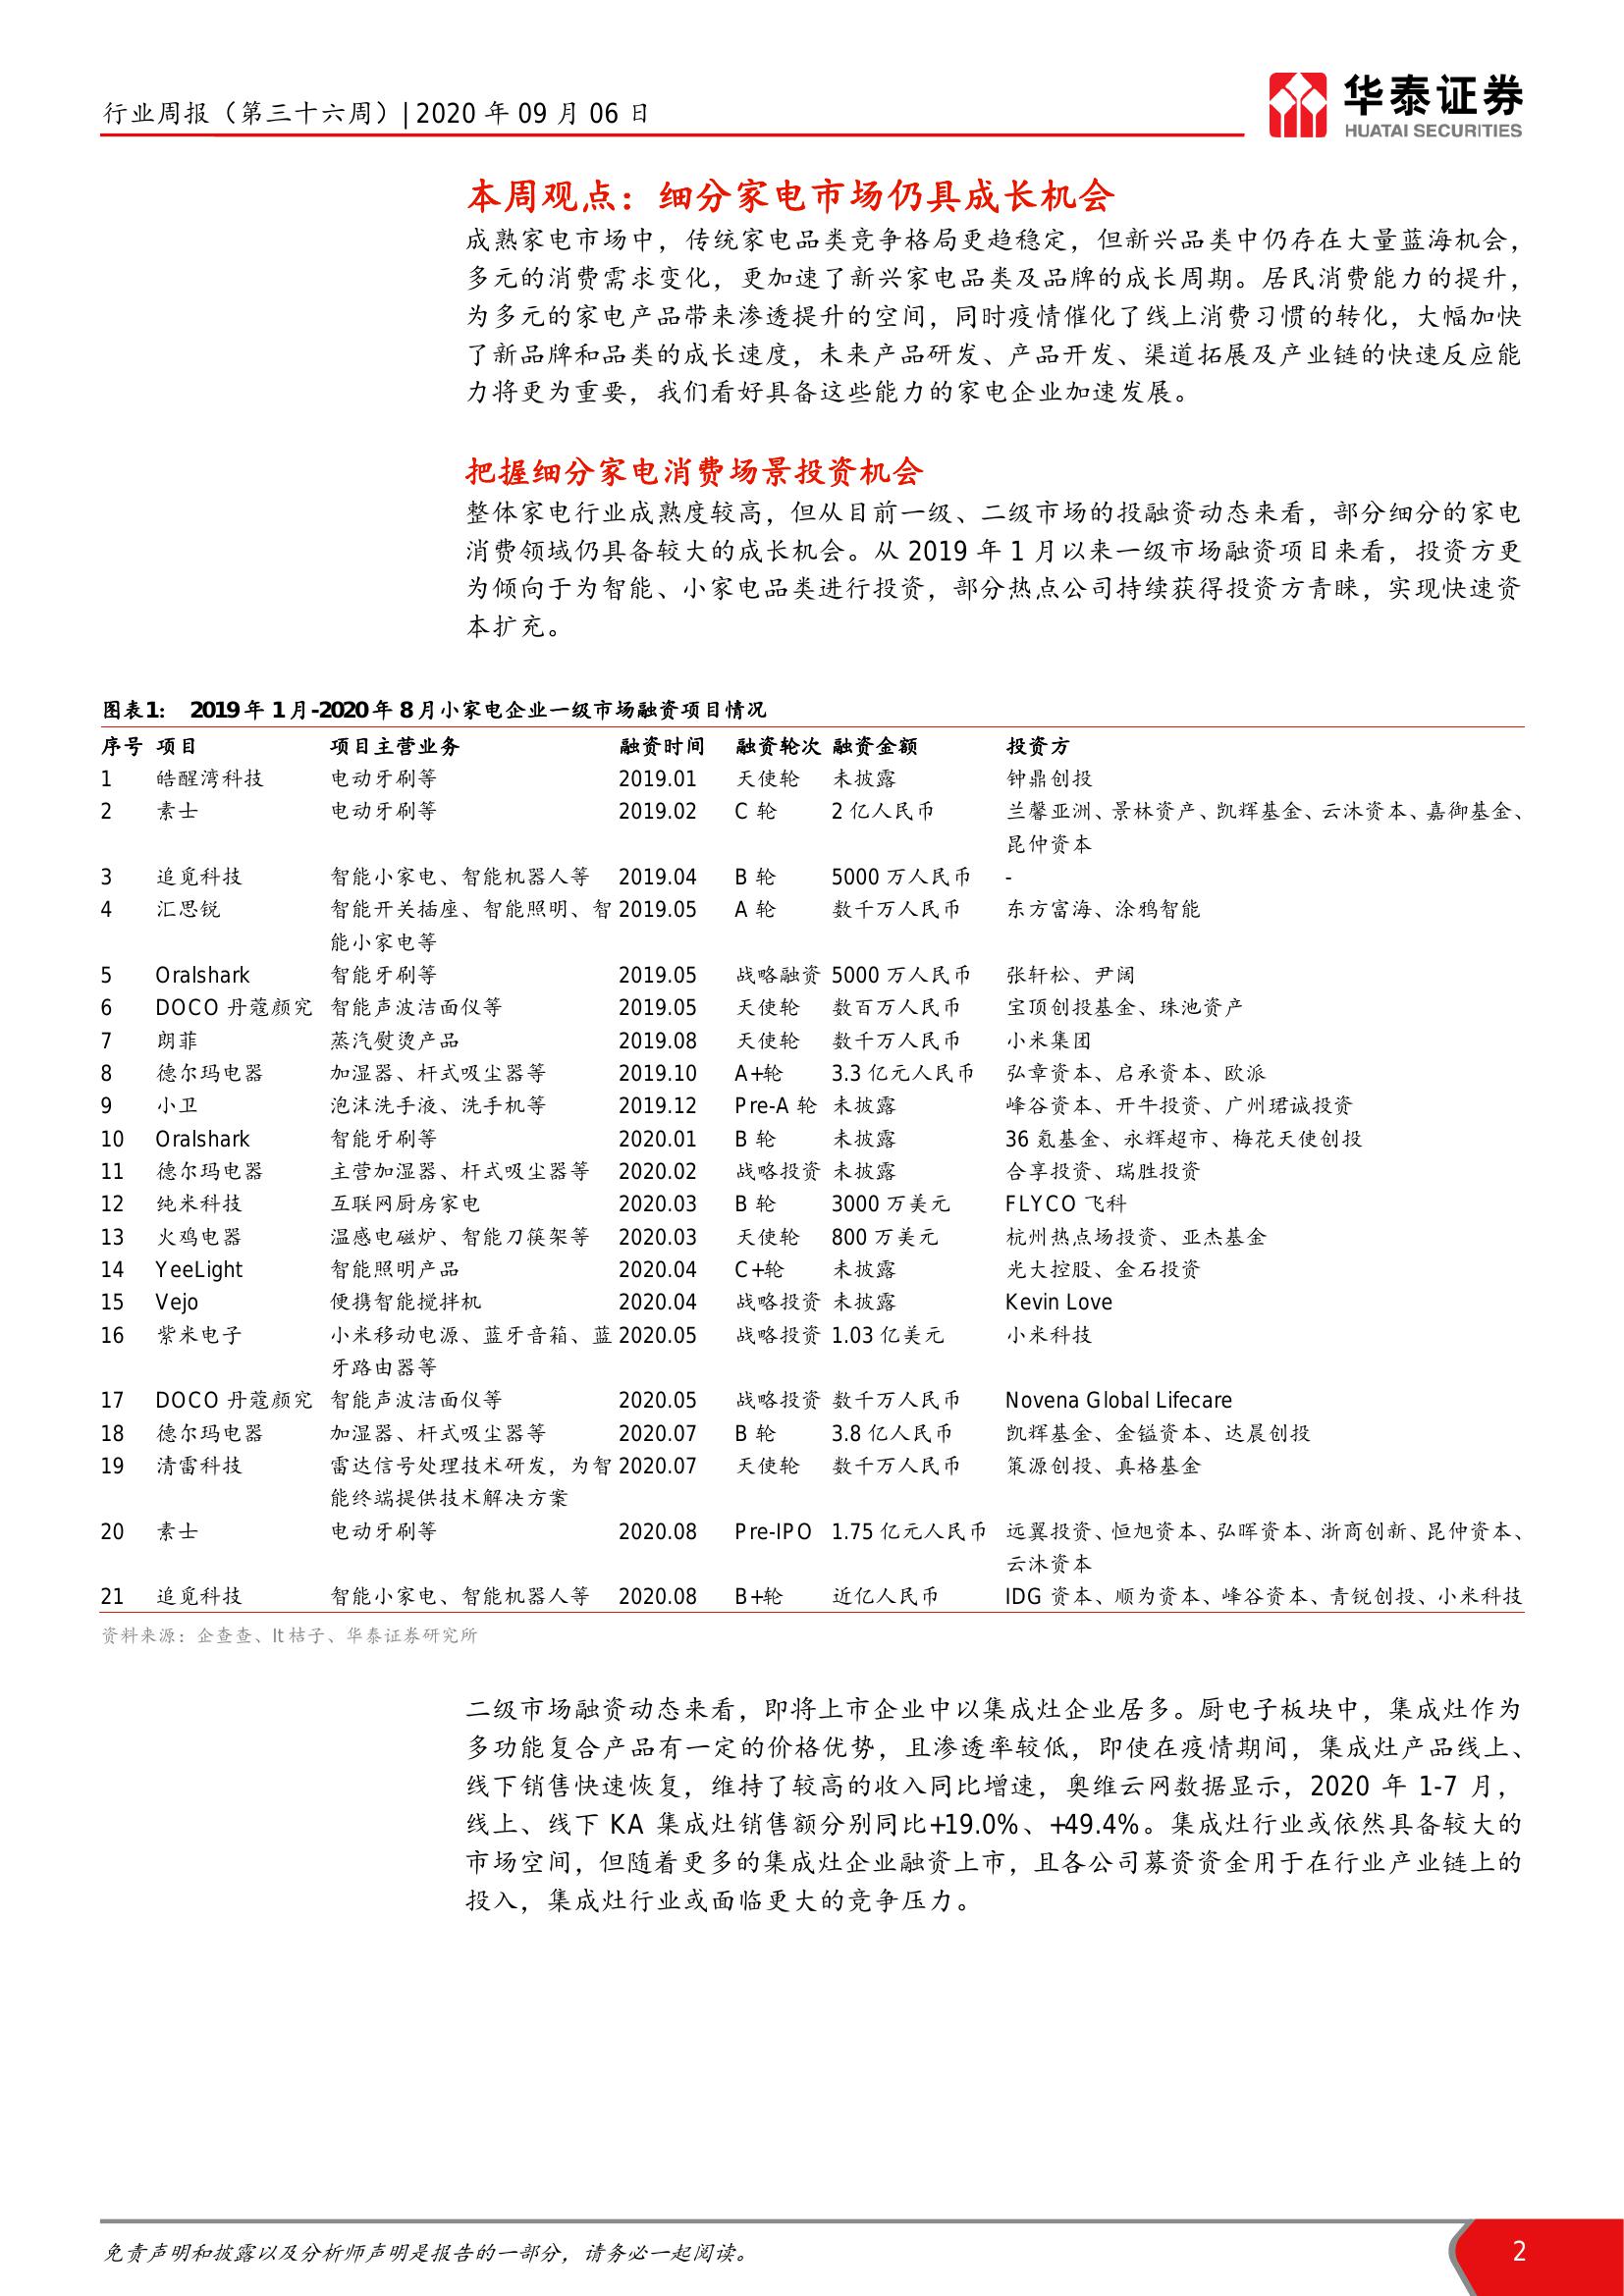 行业周报（第三十六周）| 2020 年 09 月 06 日
华泰证券
HUATAI SECURITIES
本周观点：细分家电市场仍具成长机会
成熟家电市场中，传统家电品类竞争格局更趋稳定，但新兴品类中仍存在大量蓝海机会，
多元的消费需求变化，更加速了新兴家电品类及品牌的成长周期。居民消费能力的提升，
为多元的家电产品带来渗透提升的空间，同时疫情催化了线上消费习惯的转化，大幅加快
了新品牌和品类的成长速度，未来产品研发、产品开发、渠道拓展及产业链的快速反应能
力将更为重要，我们看好具备这些能力的家电企业加速发展。
把握细分家电消费场景投资机会
整体家电行业成熟度较高，但从目前一级、二级市场的投融资动态来看，部分细分的家电
消费领域仍具备较大的成长机会。从 2019 年 1 月以来一级市场融资项目来看，投资方更
为倾向于为智能、小家电品类进行投资，部分热点公司持续获得投资方青睐，实现快速资
本扩充。
图表1： 2019 年 1 月-2020 年 8 月小家电企业一级市场融资项目情况
序号 项目 项目主营业务 融资时间 融资轮次 融资金额 投资方
1 皓醒湾科技 电动牙刷等 2019.01 天使轮 未披露 钟鼎创投
2 素士 电动牙刷等 2019.02 C 轮 2 亿人民币 兰馨亚洲、景林资产、凯辉基金、云沐资本、嘉御基金、
昆仲资本
3 追觅科技 智能小家电、智能机器人等 2019.04 B 轮 5000 万人民币 -
4 汇思锐 智能开关插座、智能照明、智 2019.05 A 轮 数千万人民币 东方富海、涂鸦智能
能小家电等
5 Oralshark 智能牙刷等 2019.05 战略融资 5000 万人民币 张轩松、尹阔
6 DOCO 丹蔻颜究 智能声波洁面仪等 2019.05 天使轮 数百万人民币 宝顶创投基金、珠池资产
7 朗菲 蒸汽熨烫产品 2019.08 天使轮 数千万人民币 小米集团
8 德尔玛电器 加湿器、杆式吸尘器等 2019.10 A+轮 3.3 亿元人民币 弘章资本、启承资本、欧派
9 小卫 泡沫洗手液、洗手机等 2019.12 Pre-A 轮 未披露 峰谷资本、开牛投资、广州珺诚投资
10 Oralshark 智能牙刷等 2020.01 B 轮 未披露 36 氪基金、永辉超市、梅花天使创投
11 德尔玛电器 主营加湿器、杆式吸尘器等 2020.02 战略投资 未披露 合享投资、瑞胜投资
12 纯米科技 互联网厨房家电 2020.03 B 轮 3000 万美元 FLYCO 飞科
13 火鸡电器 温感电磁炉、智能刀筷架等 2020.03 天使轮 800 万美元 杭州热点场投资、亚杰基金
14 YeeLight 智能照明产品 2020.04 C+轮 未披露 光大控股、金石投资
15 Vejo 便携智能搅拌机 2020.04 战略投资 未披露 Kevin Love
16 紫米电子 小米移动电源、蓝牙音箱、蓝 2020.05 战略投资 1.03 亿美元 小米科技
牙路由器等
17 DOCO 丹蔻颜究 智能声波洁面仪等 2020.05 战略投资 数千万人民币 Novena Global Lifecare
18 德尔玛电器 加湿器、杆式吸尘器等 2020.07 B 轮 3.8 亿人民币 凯辉基金、金镒资本、达晨创投
19 清雷科技 雷达信号处理技术研发，为智 2020.07 天使轮 数千万人民币 策源创投、真格基金
能终端提供技术解决方案
20 素士 电动牙刷等 2020.08 Pre-IPO 1.75 亿元人民币 远翼投资、恒旭资本、弘晖资本、浙商创新、昆仲资本、
云沐资本
21 追觅科技 智能小家电、智能机器人等 2020.08 B+轮 近亿人民币 IDG 资本、顺为资本、峰谷资本、青锐创投、小米科技
资料来源：企查查、It 桔子、华泰证券研究所
二级市场融资动态来看，即将上市企业中以集成灶企业居多。厨电子板块中，集成灶作为
多功能复合产品有一定的价格优势，且渗透率较低，即使在疫情期间，集成灶产品线上、
线下销售快速恢复，维持了较高的收入同比增速，奥维云网数据显示，2020 年 1-7 月，
线上、线下 KA 集成灶销售额分别同比+19.0%、+49.4%。集成灶行业或依然具备较大的
市场空间，但随着更多的集成灶企业融资上市，且各公司募资资金用于在行业产业链上的
投入，集成灶行业或面临更大的竞争压力。
免责声明和披露以及分析师声明是报告的一部分，请务必一起阅读。
2